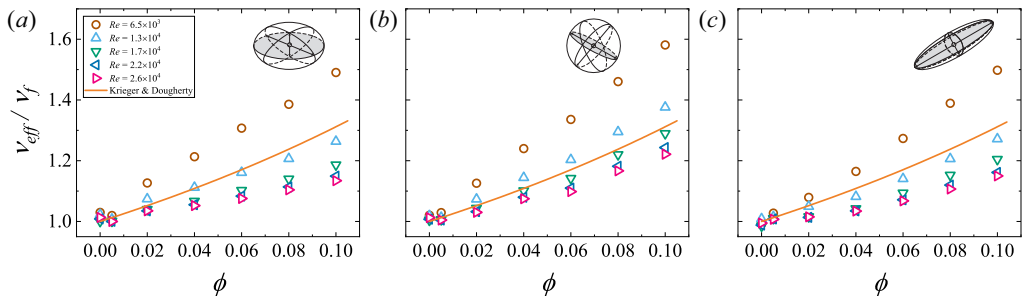 (a)
(b)
(c)
Re = 6.5×10³
Re = 1.3×10⁴
Re = 1.7×10⁴
Re = 2.2×10⁴
Re = 2.6×10⁴
Krieger & Dougherty
1.6
1.4
1.2
1.0
ν_eff / ν_f
0.00 0.02 0.04 0.06 0.08 0.10
0.00 0.02 0.04 0.06 0.08 0.10
0.00 0.02 0.04 0.06 0.08 0.10
ϕ
ϕ
ϕ